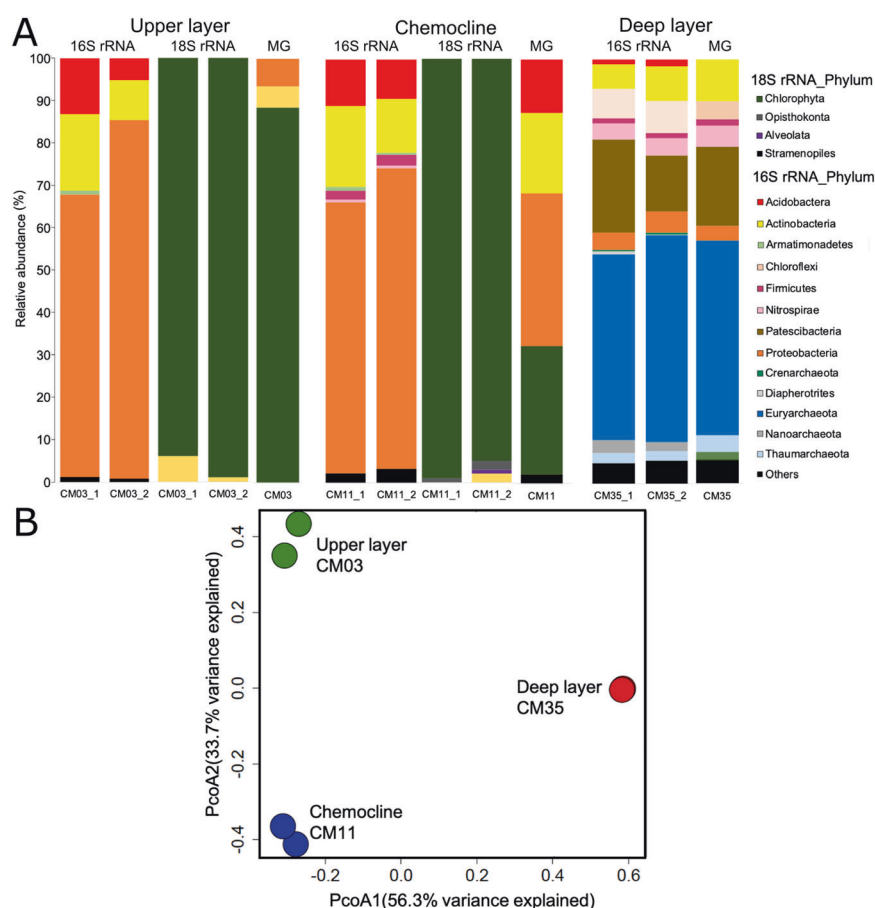 A
Upper layer
Chemocline
Deep layer
16S rRNA 18S rRNA MG
16S rRNA 18S rRNA MG
16S rRNA MG
Relative abundance (%)
100
90
80
70
60
50
40
30
20
10
0
CM03_1 CM03_2 CM03_1 CM03_2 CM03
CM11_1 CM11_2 CM11_1 CM11_2 CM11
CM35_1 CM35_2 CM35
18S rRNA_Phylum
Chlorophyta
Opisthokonta
Alveolata
Stramenopiles
16S rRNA_Phylum
Acidobactera
Actinobacteria
Armatimonadetes
Chloroflexi
Firmicutes
Nitrospirae
Patescibacteria
Proteobacteria
Crenarchaeota
Diapherotrites
Euryarchaeota
Nanoarchaeota
Thaumarchaeota
Others
B
PcoA2(33.7% variance explained)
0.4
0.2
0.0
-0.2
-0.4
Upper layer
CM03
Deep layer
CM35
Chemocline
CM11
-0.2 0.0 0.2 0.4 0.6
PcoA1(56.3% variance explained)